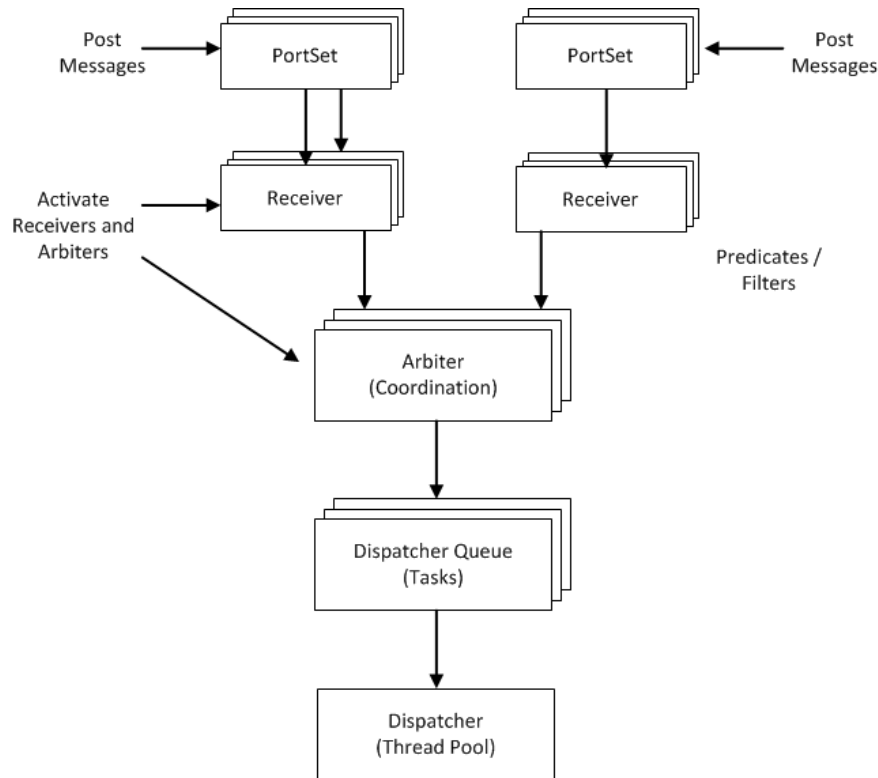 Post
Messages
PortSet
PortSet
Post
Messages
Activate
Receivers and
Arbiters
Receiver
Receiver
Predicates /
Filters
Arbiter
(Coordination)
Dispatcher Queue
(Tasks)
Dispatcher
(Thread Pool)